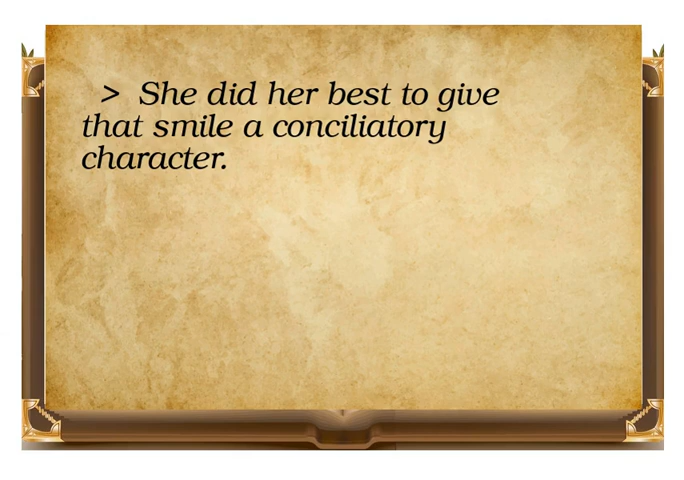 > She did her best to give
that smile a conciliatory
character.